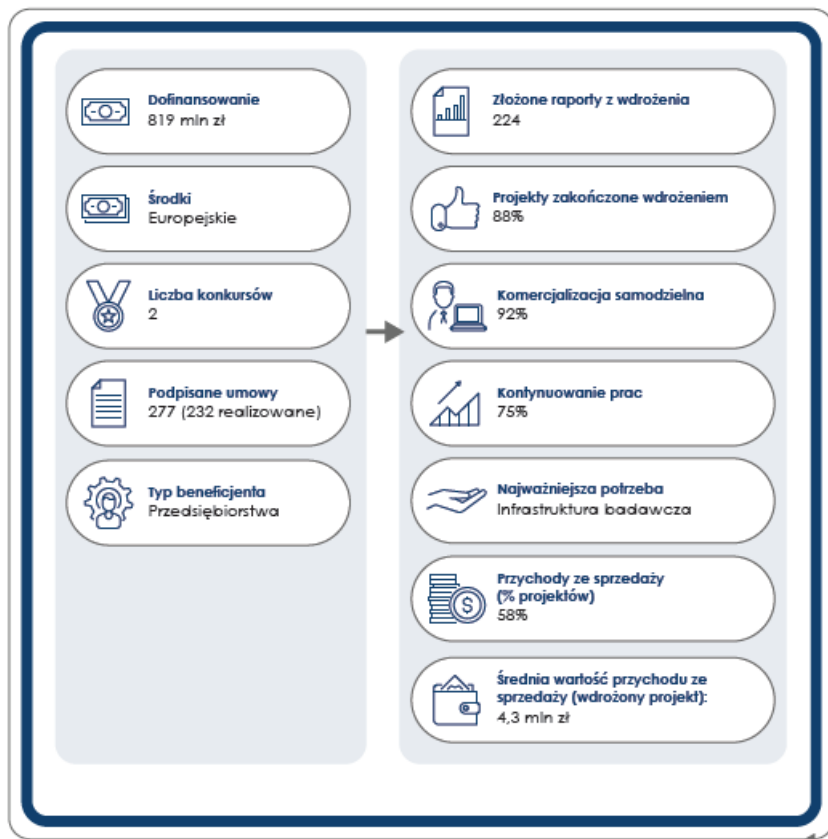 Dofinansowanie
819 mln zł
Środki
Europejskie
Liczba konkursów
2
Podpisane umowy
277 (232 realizowane)
Typ beneficjenta
Przedsiębiorstwa
Złożone raporty z wdrożenia
224
Projekty zakończone wdrożeniem
88%
Komercjalizacja samodzielna
92%
Kontynuowanie prac
75%
Najważniejsza potrzeba
Infrastruktura badawcza
Przychody ze sprzedaży
(% projektów)
$
58%
Średnia wartość przychodu ze
sprzedaży (wdrożony projekt):
4,3 mln zł